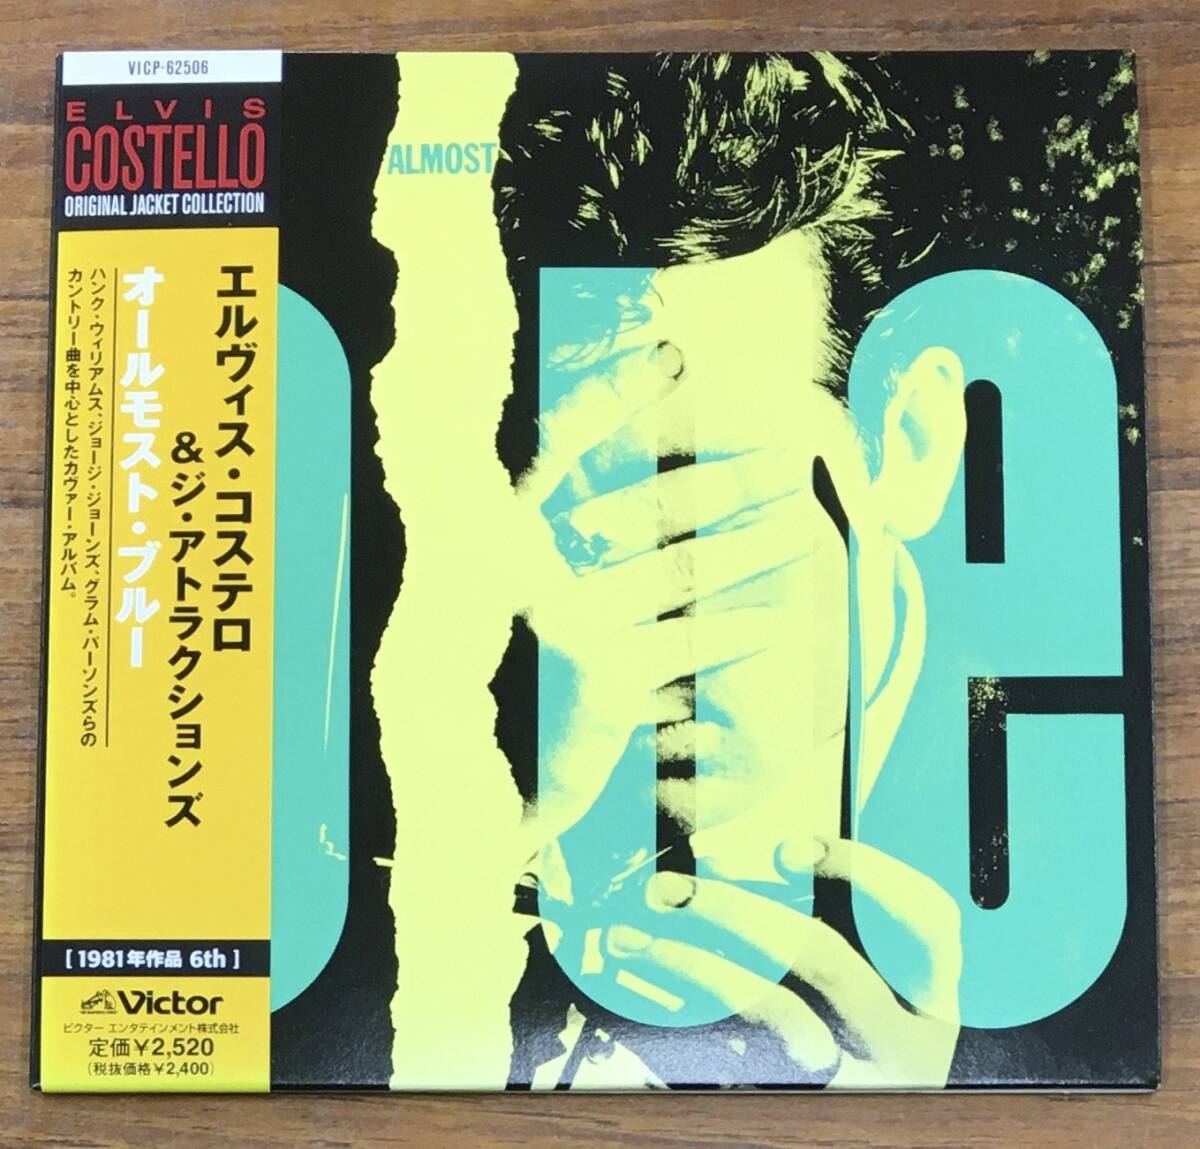 VICP-62506
ELVIS
COSTELLO
ORIGINAL JACKET COLLECTION
エルヴィス・コステロ
&ジ・アトラクションズ
オールモスト・ブルー
ハンク・ウィリアムス、ジョージ・ジョーンズ、グラム・パーソンズらの
カントリー曲を中心としたカヴァー・アルバム。
[ 1981年作品 6th ]
Victor
ビクター エンタテインメント株式会社
定価￥2,520
(税抜価格￥2,400)
ALMOST